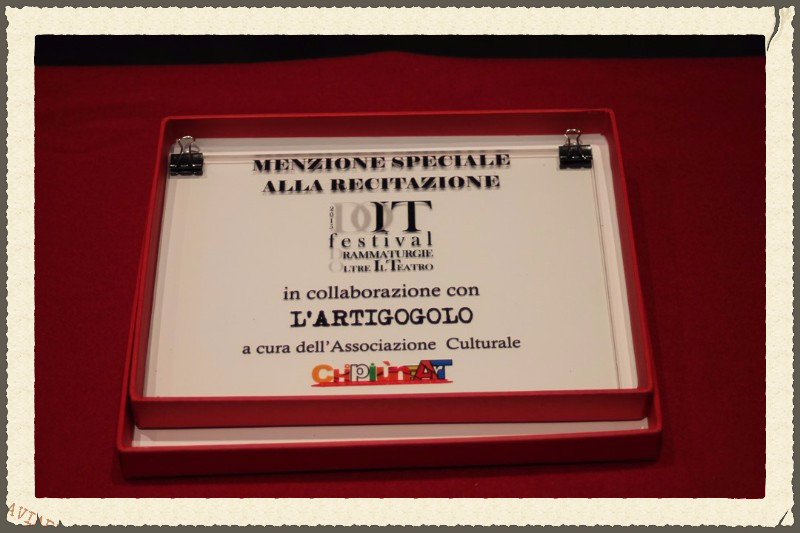 MENZIONE SPECIALE
ALLA RECITAZIONE
2015
DOIT
festival
DRAMMATURGIE
OLTRE IL TEATRO
in collaborazione con
L'ARTIGOGOLO
a cura dell'Associazione Culturale
CHiPiùneArt